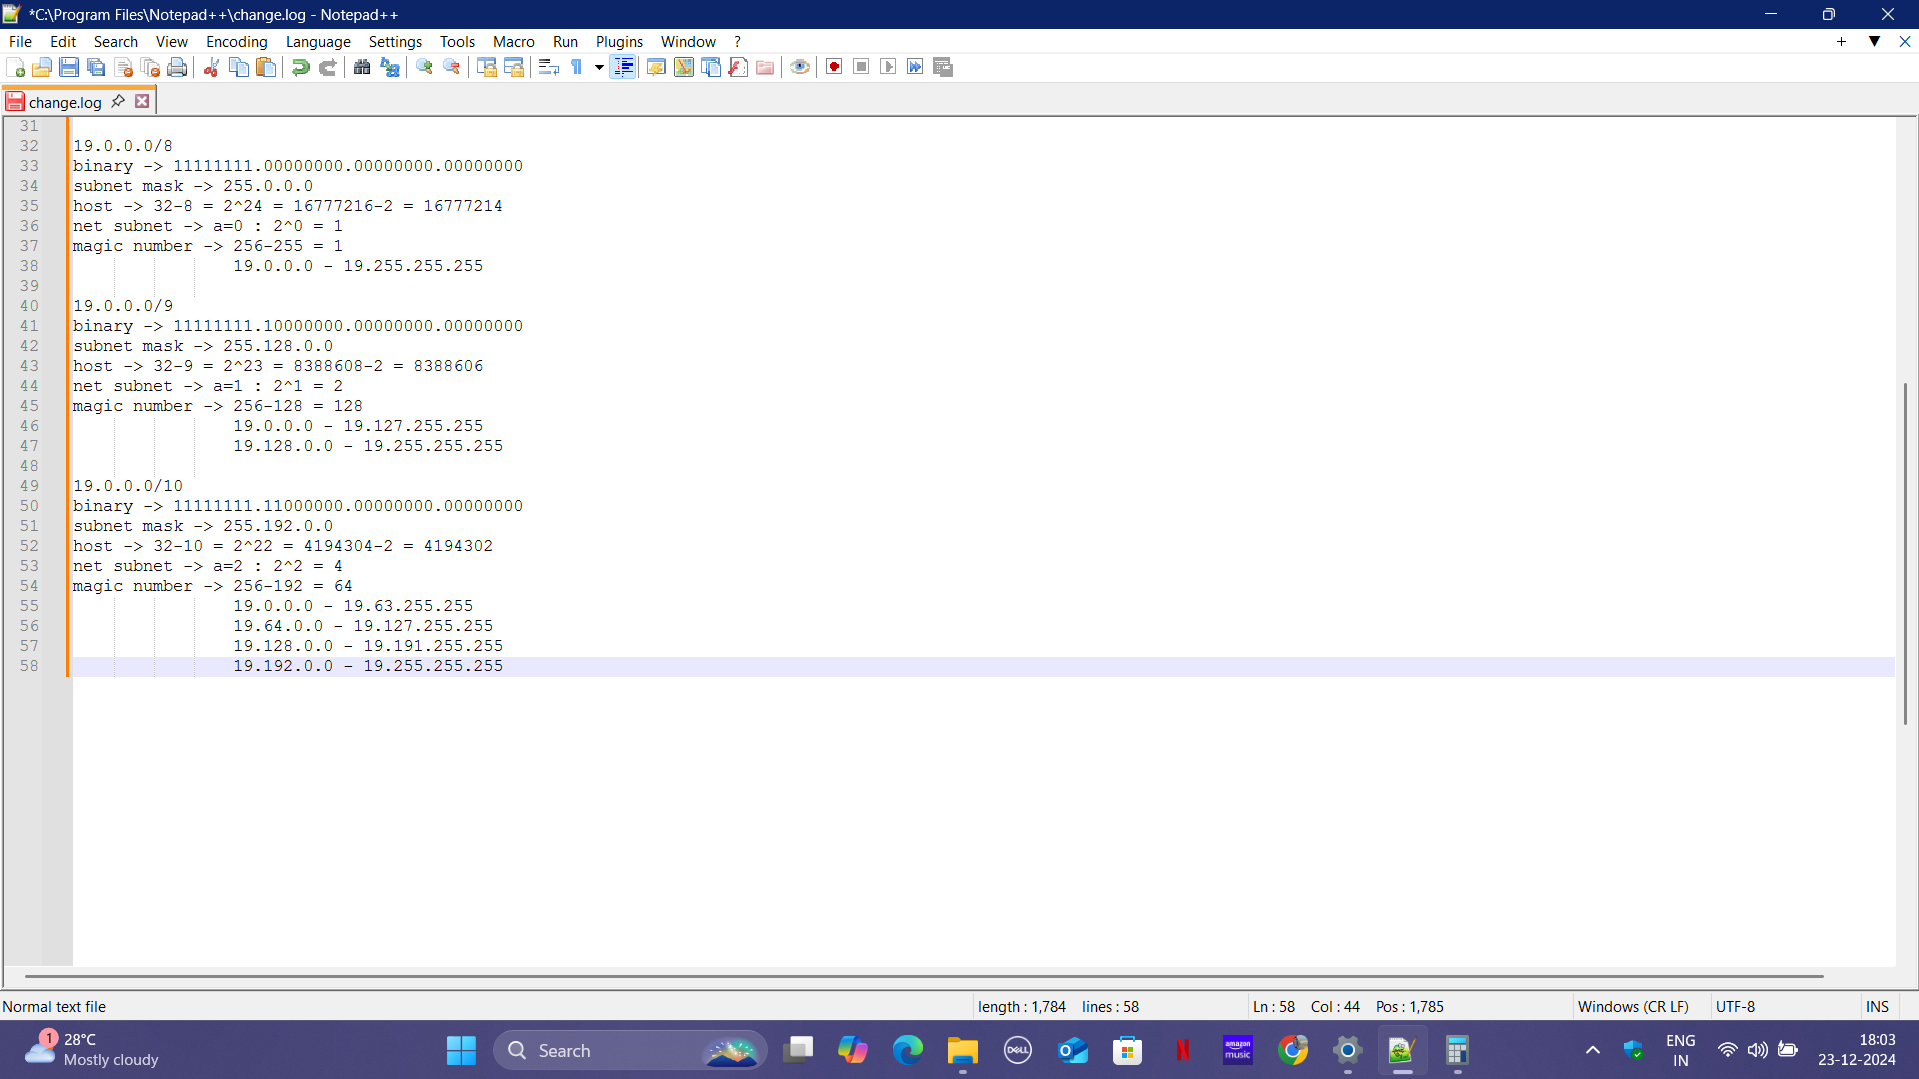 *C:\Program Files\Notepad++\change.log - Notepad++
File Edit Search View Encoding Language Settings Tools Macro Run Plugins Window ?
change.log
31
32 19.0.0.0/8
33 binary -> 11111111.00000000.00000000.00000000
34 subnet mask -> 255.0.0.0
35 host -> 32-8 = 2^24 = 16777216-2 = 16777214
36 net subnet -> a=0 : 2^0 = 1
37 magic number -> 256-255 = 1
38 19.0.0.0 - 19.255.255.255
39
40 19.0.0.0/9
41 binary -> 11111111.10000000.00000000.00000000
42 subnet mask -> 255.128.0.0
43 host -> 32-9 = 2^23 = 8388608-2 = 8388606
44 net subnet -> a=1 : 2^1 = 2
45 magic number -> 256-128 = 128
46 19.0.0.0 - 19.127.255.255
47 19.128.0.0 - 19.255.255.255
48
49 19.0.0.0/10
50 binary -> 11111111.11000000.00000000.00000000
51 subnet mask -> 255.192.0.0
52 host -> 32-10 = 2^22 = 4194304-2 = 4194302
53 net subnet -> a=2 : 2^2 = 4
54 magic number -> 256-192 = 64
55 19.0.0.0 - 19.63.255.255
56 19.64.0.0 - 19.127.255.255
57 19.128.0.0 - 19.191.255.255
58 19.192.0.0 - 19.255.255.255
Normal text file length : 1,784 lines : 58 Ln : 58 Col : 44 Pos : 1,785 Windows (CR LF) UTF-8 INS
1 28°C
Mostly cloudy
Search
DELL
amazon music
ENG
IN
18:03
23-12-2024